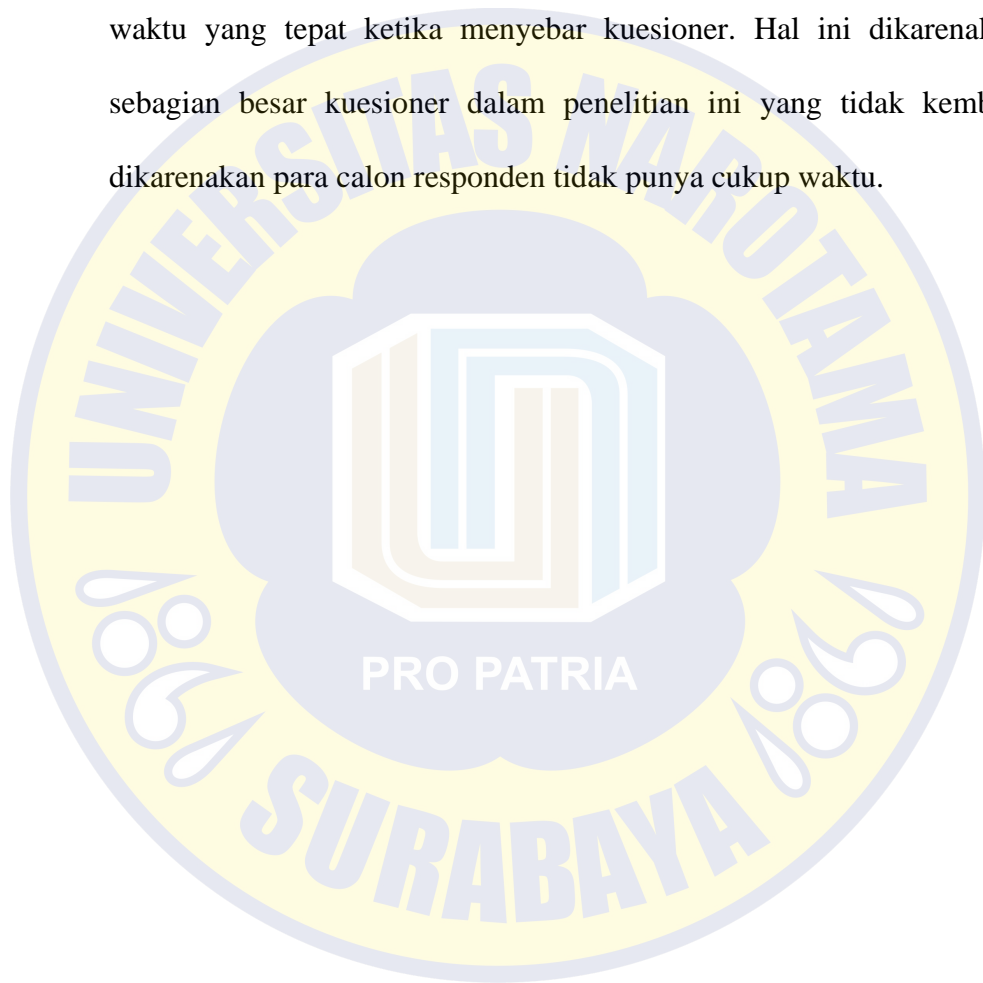 waktu yang tepat ketika menyebar kuesioner. Hal ini dikarenak
sebagian besar kuesioner dalam penelitian ini yang tidak kemb
dikarenakan para calon responden tidak punya cukup waktu.
UNIVERSITAS NAROTAMA
PRO PATRIA
SURABAYA